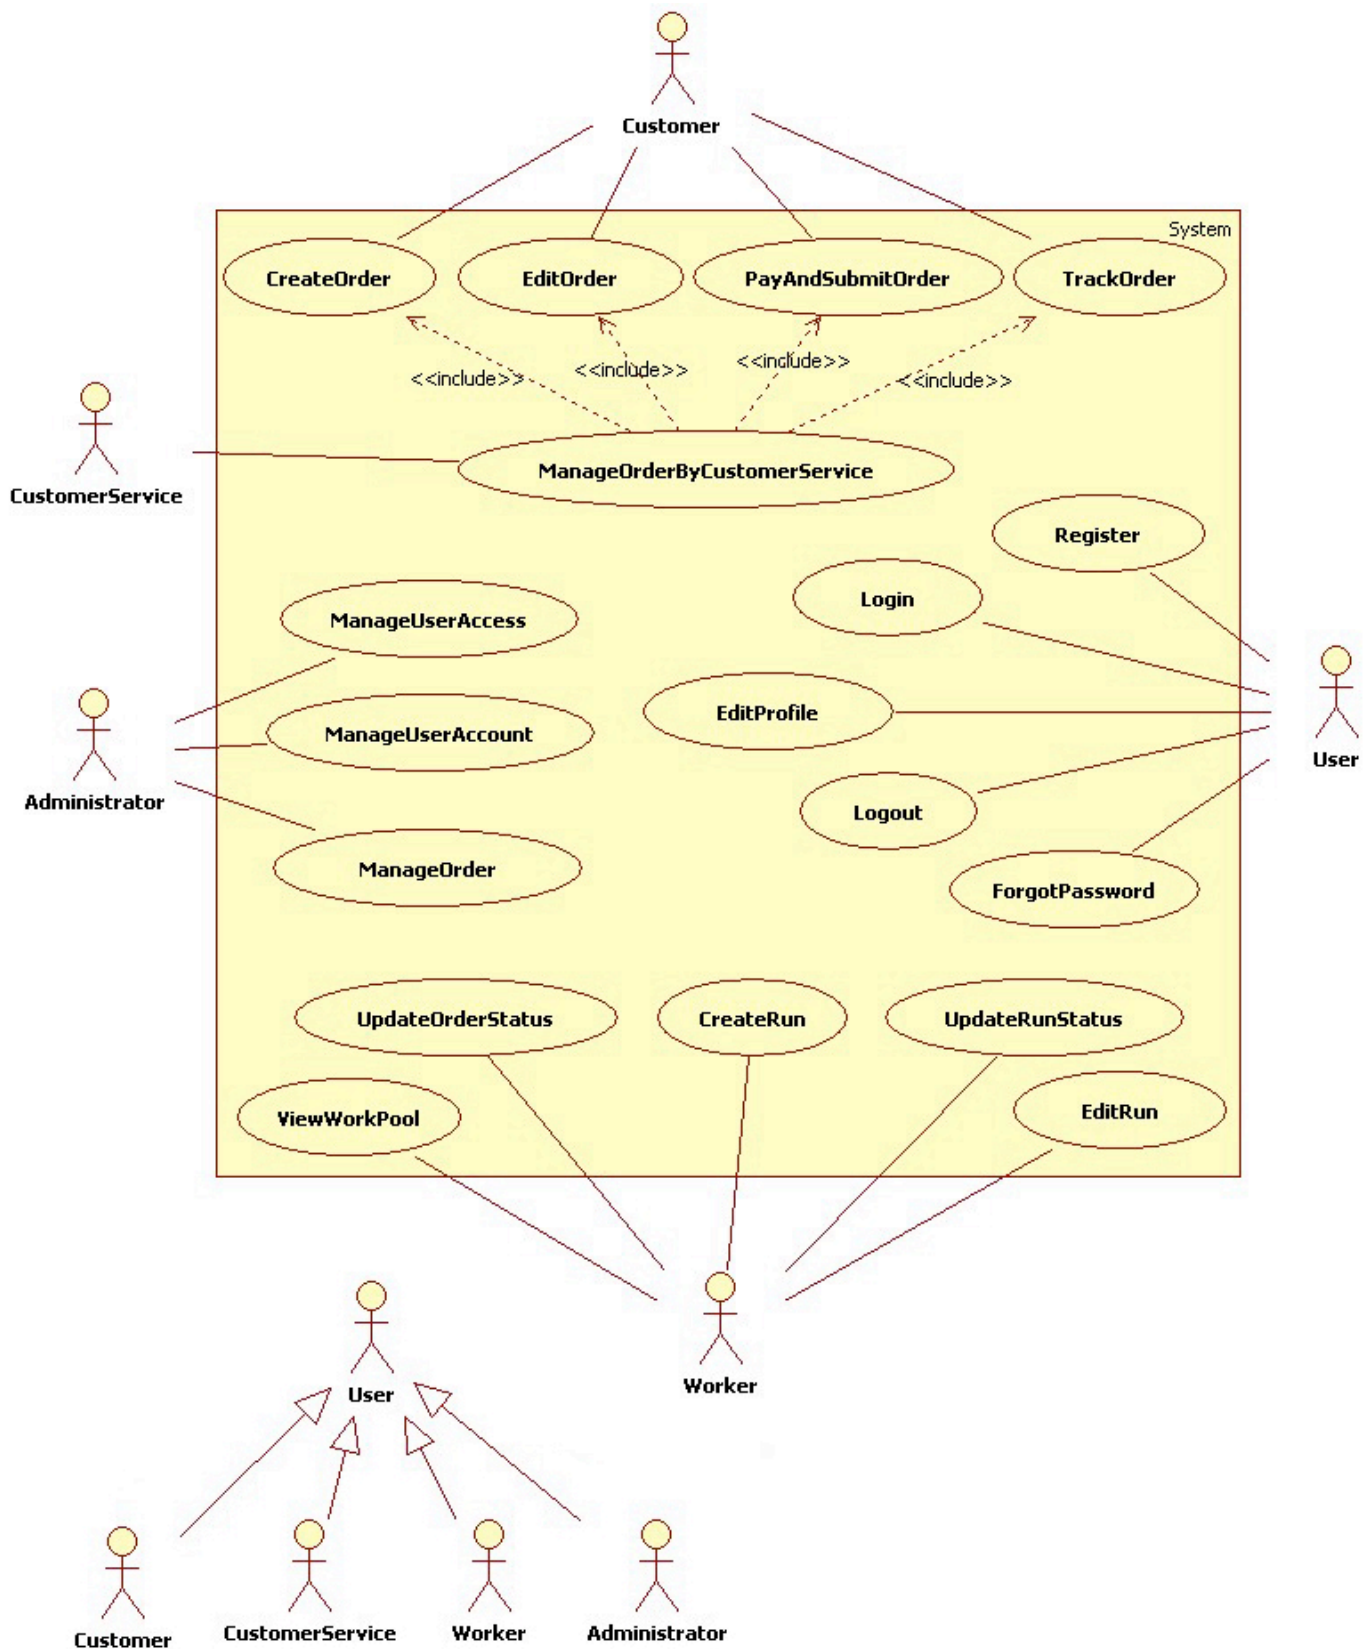 Customer
System
CreateOrder
EditOrder
PayAndSubmitOrder
TrackOrder
<<include>>
<<include>>
<<include>>
<<include>>
CustomerService
ManageOrderByCustomerService
Register
Login
ManageUserAccess
EditProfile
ManageUserAccount
User
Administrator
Logout
ManageOrder
ForgotPassword
UpdateOrderStatus
CreateRun
UpdateRunStatus
ViewWorkPool
EditRun
Worker
User
Customer
CustomerService
Worker
Administrator